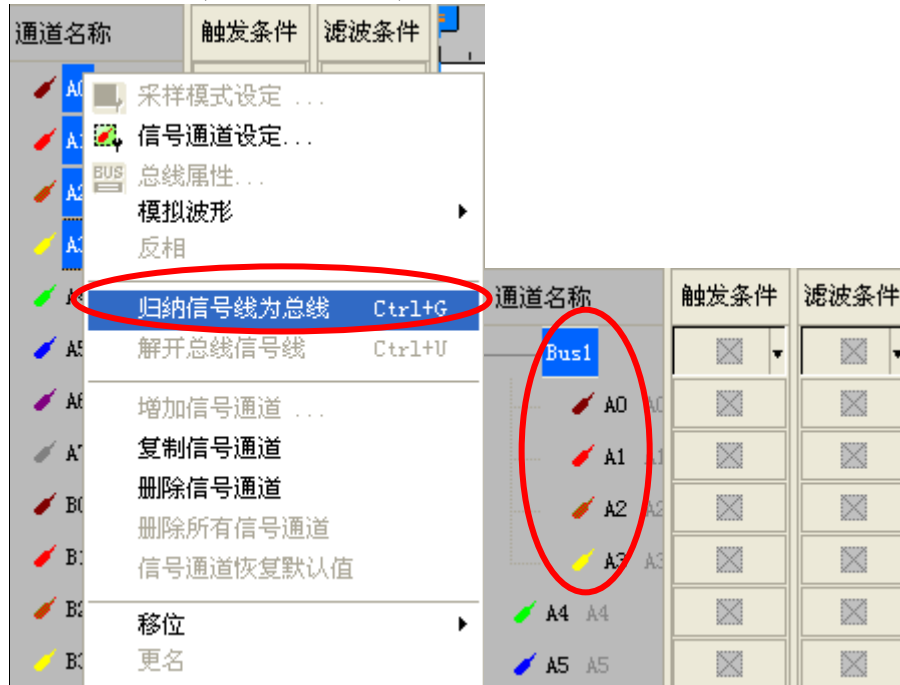 通道名称 触发条件 滤波条件
采样模式设定 ...
信号通道设定...
BUS 总线属性...
模拟波形
反相
归纳信号线为总线 Ctrl+G
解开总线信号线 Ctrl+U
增加信号通道 ...
复制信号通道
删除信号通道
删除所有信号通道
信号通道恢复默认值
移位
更名
A0
A2
A5
A6
通道名称 触发条件 滤波条件
Bus1
A0 A0
A1 A1
A2 A2
A3 A3
A4 A4
A5 A5